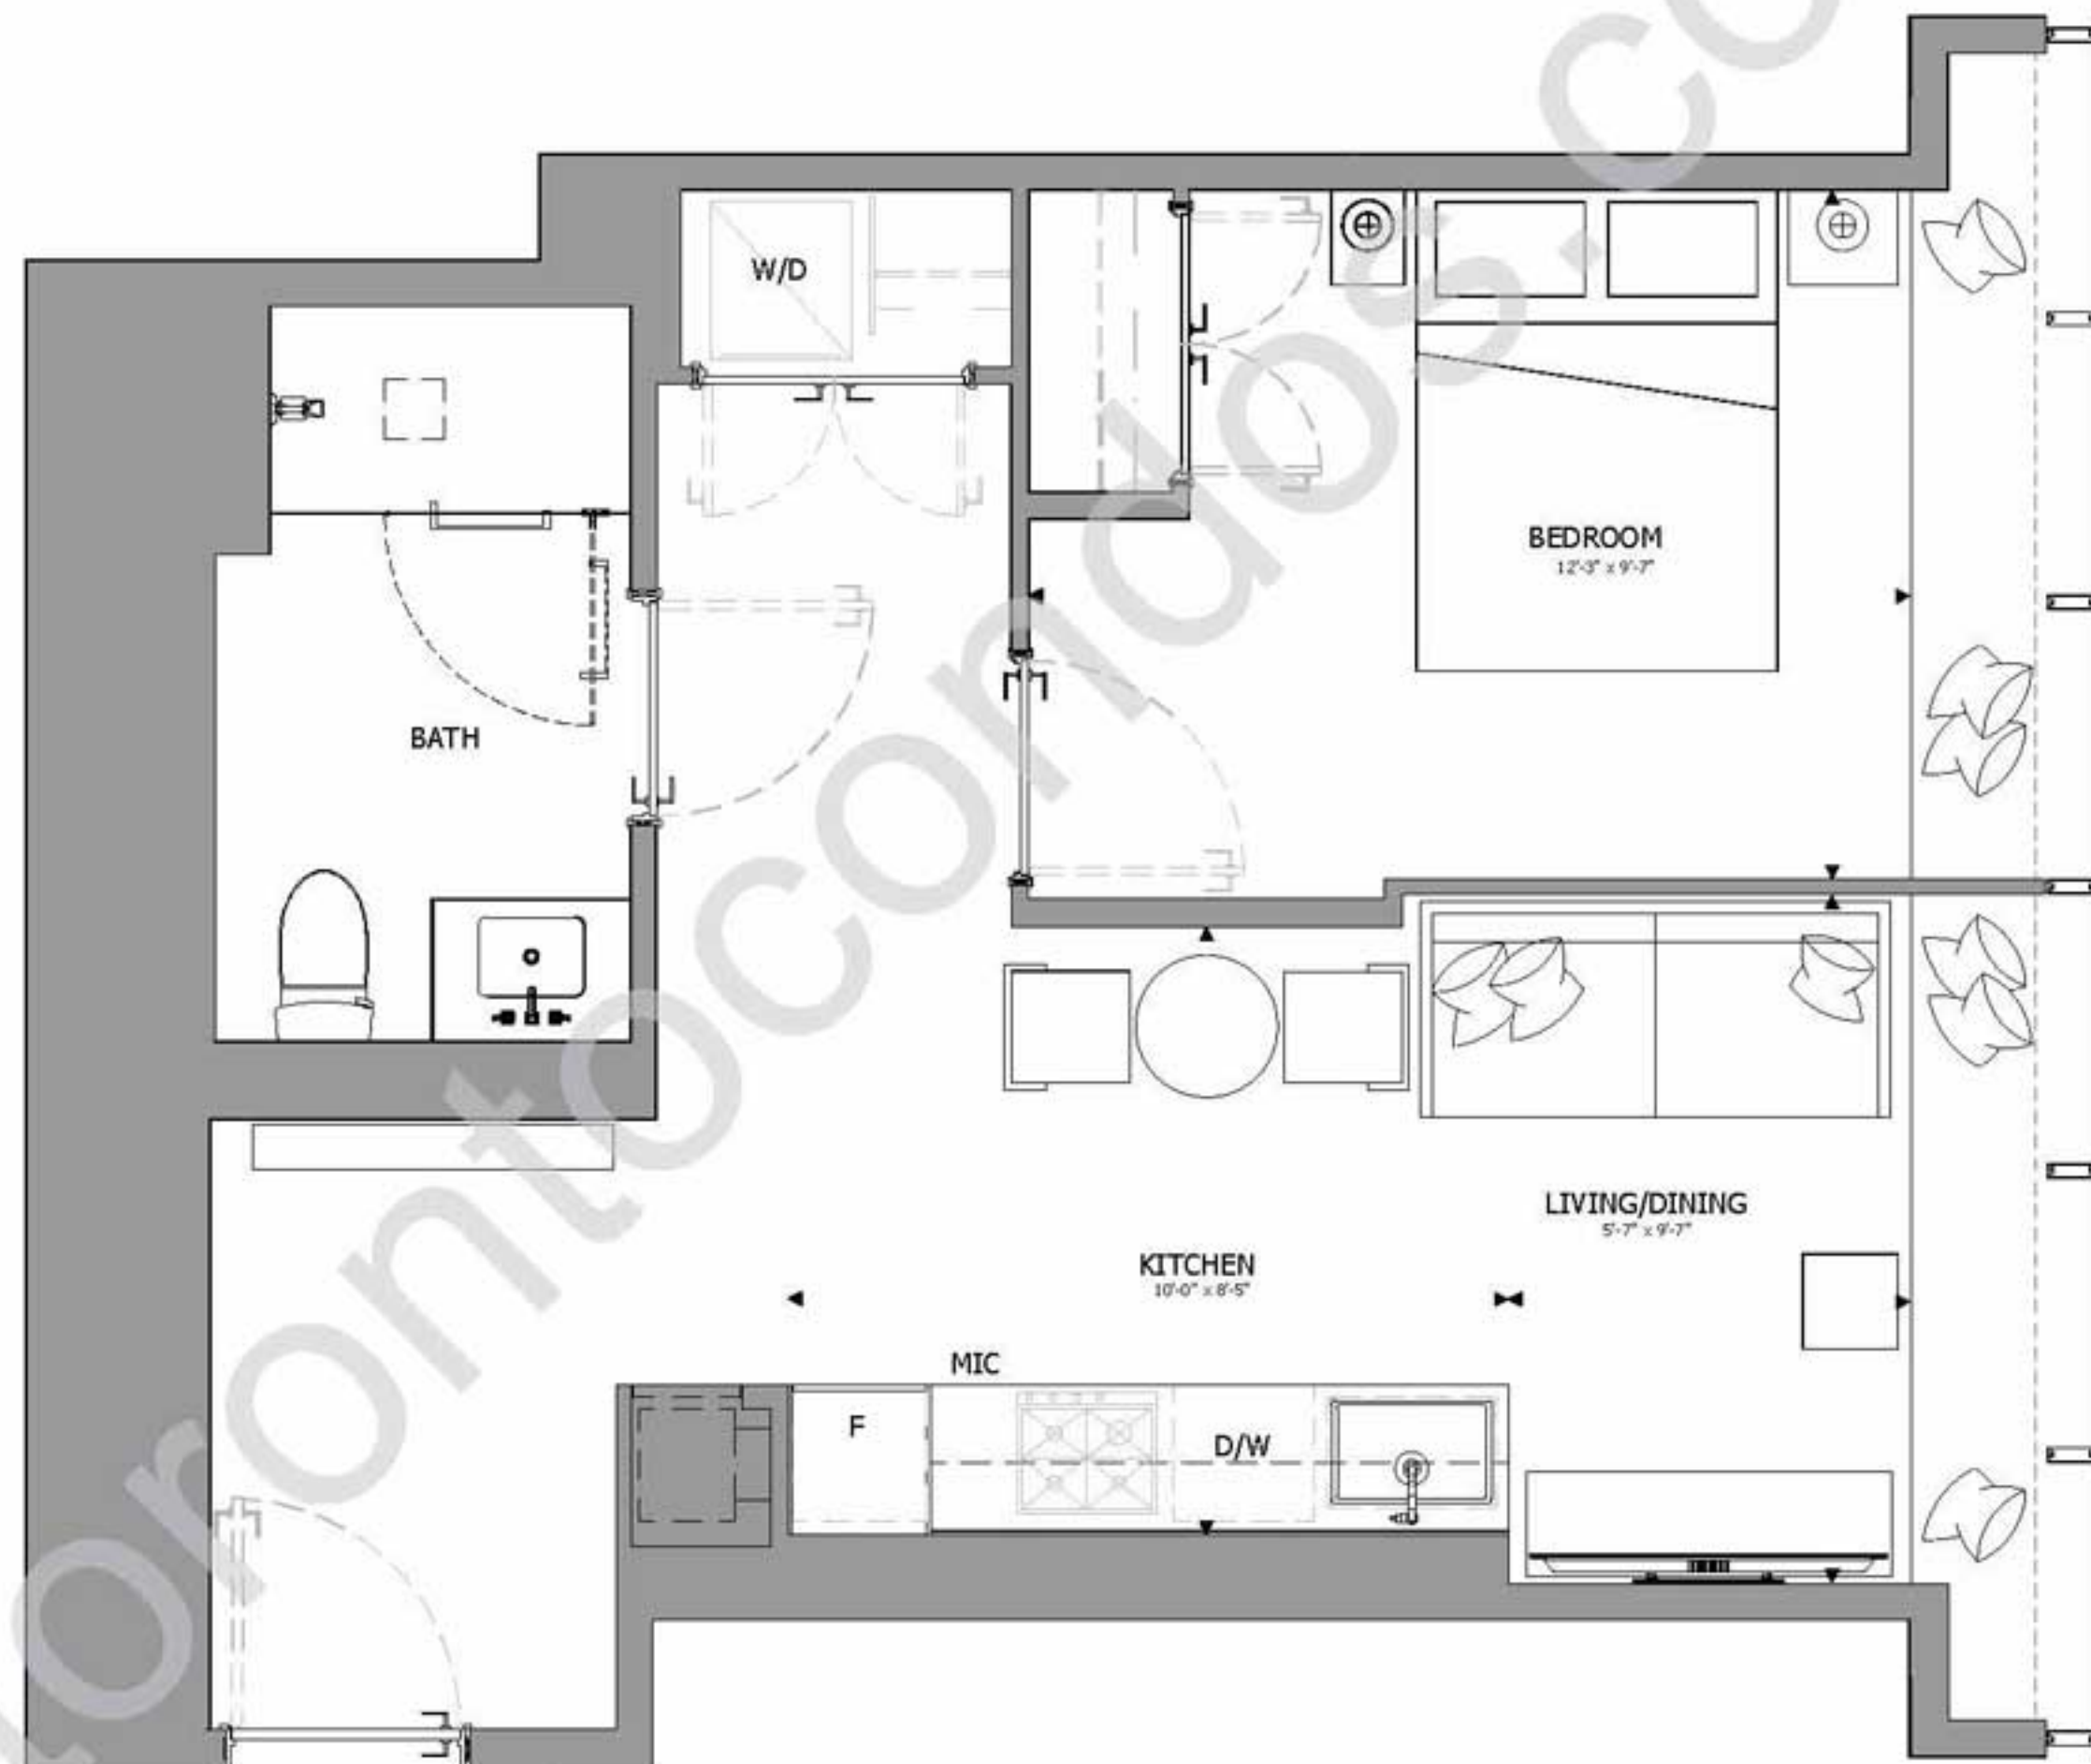 W/D
BEDROOM
12'-3" x 9'-7"
BATH
LIVING/DINING
5'-7" x 9'-7"
KITCHEN
10'-0" x 8'-5"
MIC
F
D/W
torontocondos.co